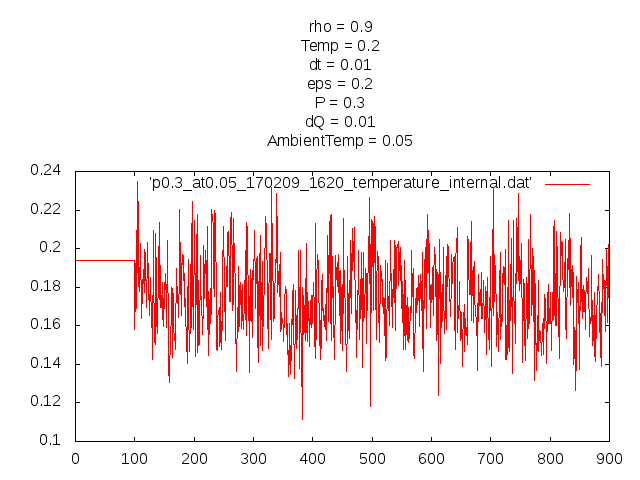 rho = 0.9
Temp = 0.2
dt = 0.01
eps = 0.2
P = 0.3
dQ = 0.01
AmbientTemp = 0.05
'p0.3_at0.05_170209_1620_temperature_internal.dat'
0.24
0.22
0.2
0.18
0.16
0.14
0.12
0.1
0 100 200 300 400 500 600 700 800 900